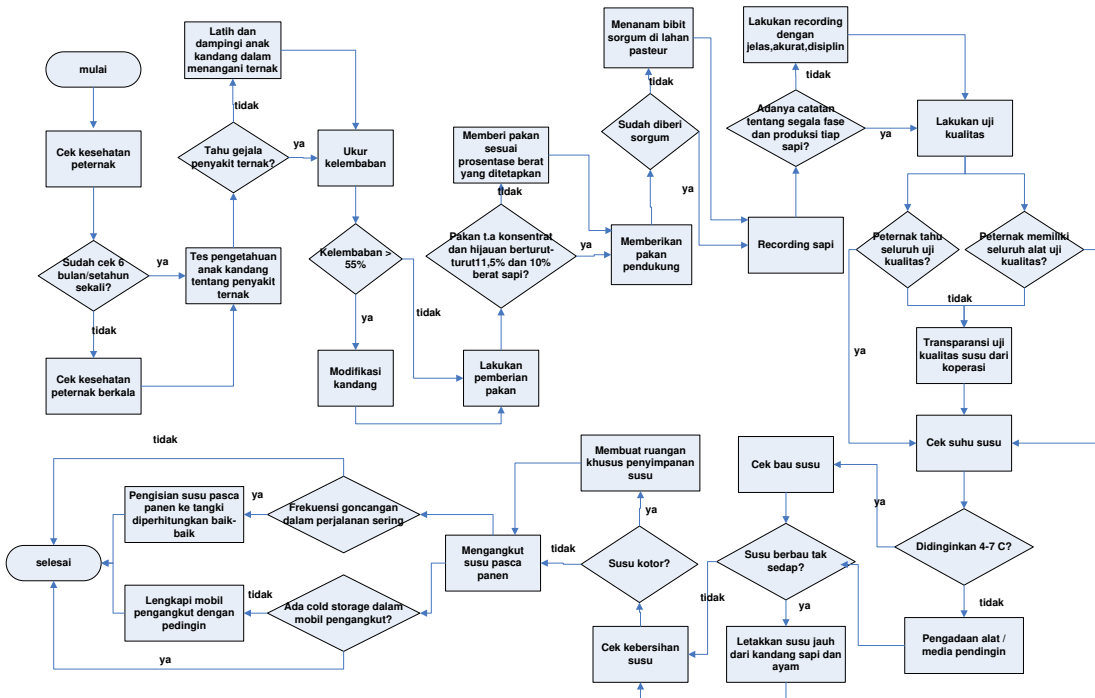 mulai
Cek kesehatan
peternak
Sudah cek 6
bulan/setahun
sekali?
ya
tidak
Cek kesehatan
peternak berkala
Tes pengetahuan
anak kandang
tentang penyakit
ternak
Tahu gejala
penyakit ternak?
tidak
ya
Latih dan
dampingi anak
kandang dalam
menangani ternak
Ukur
kelembaban
Kelembaban >
55%
ya
tidak
Modifikasi
kandang
Lakukan
pemberian
pakan
Pakan t.a konsentrat
dan hijauan berturut-
turut11,5% dan 10%
berat sapi?
tidak
ya
Memberi pakan
sesuai
prosentase berat
yang ditetapkan
Memberikan
pakan
pendukung
Sudah diberi
sorgum
tidak
ya
Menanam bibit
sorgum di lahan
pasteur
Recording sapi
Adanya catatan
tentang segala fase
dan produksi tiap
sapi?
tidak
ya
Lakukan recording
dengan
jelas,akurat,disiplin
Lakukan uji
kualitas
Peternak tahu
seluruh uji
kualitas?
Peternak memiliki
seluruh alat uji
kualitas?
tidak
ya
Transparansi uji
kualitas susu dari
koperasi
Cek suhu susu
Didinginkan 4-7 C?
ya
tidak
Pengadaan alat /
media pendingin
Cek bau susu
Susu berbau tak
sedap?
tidak
ya
Letakkan susu jauh
dari kandang sapi dan
ayam
Cek kebersihan
susu
Susu kotor?
ya
tidak
Membuat ruangan
khusus penyimpanan
susu
Mengangkut
susu pasca
panen
Frekuensi goncangan
dalam perjalanan sering
tidak
ya
Pengisian susu pasca
panen ke tangki
diperhitungkan baik-
baik
Ada cold storage dalam
mobil pengangkut?
tidak
ya
Lengkapi mobil
pengangkut dengan
pedingin
selesai